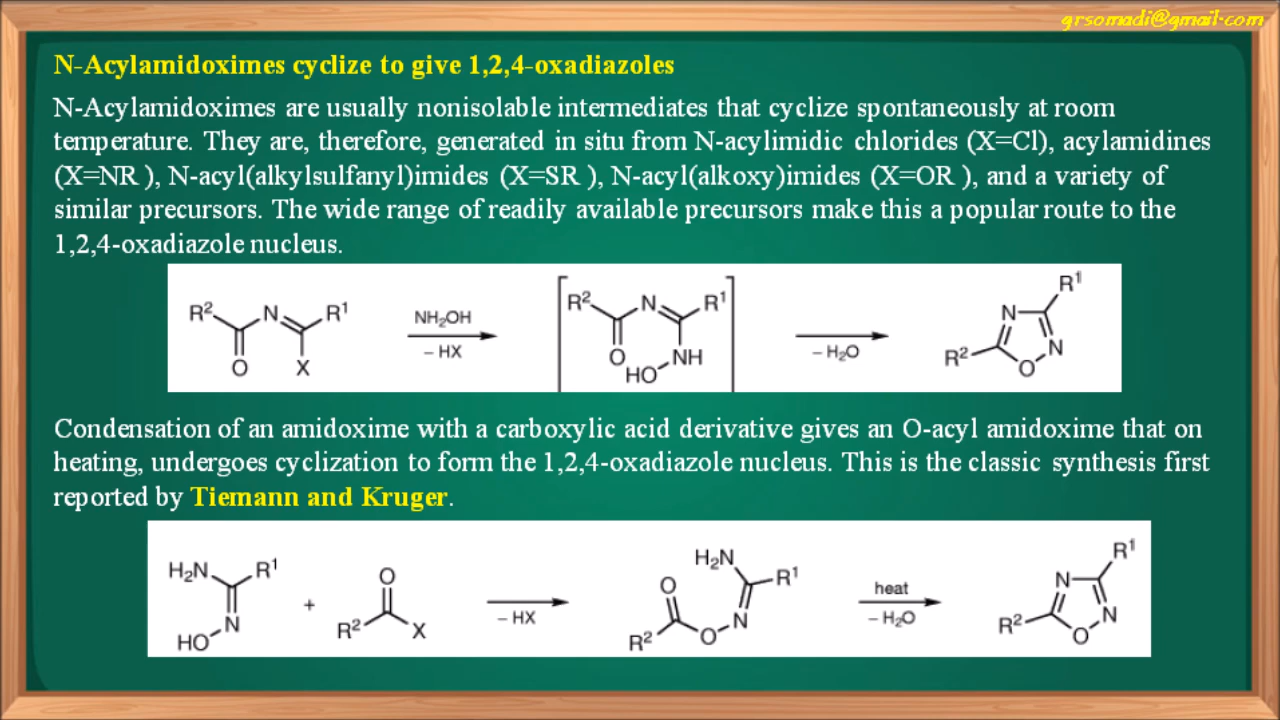 grsomadi@gmail.com
N-Acylamidoximes cyclize to give 1,2,4-oxadiazoles
N-Acylamidoximes are usually nonisolable intermediates that cyclize spontaneously at room
temperature. They are, therefore, generated in situ from N-acylimidic chlorides (X=Cl), acylamidines
(X=NR ), N-acyl(alkylsulfanyl)imides (X=SR ), N-acyl(alkoxy)imides (X=OR ), and a variety of
similar precursors. The wide range of readily available precursors make this a popular route to the
1,2,4-oxadiazole nucleus.
R² N R¹ O X NH₂OH – HX R² N R¹ O NH HO – H₂O R¹ N N O R²
Condensation of an amidoxime with a carboxylic acid derivative gives an O-acyl amidoxime that on
heating, undergoes cyclization to form the 1,2,4-oxadiazole nucleus. This is the classic synthesis first
reported by Tiemann and Kruger.
H₂N R¹ N HO + O R² X – HX H₂N R¹ O N O R² heat – H₂O R¹ N N O R²